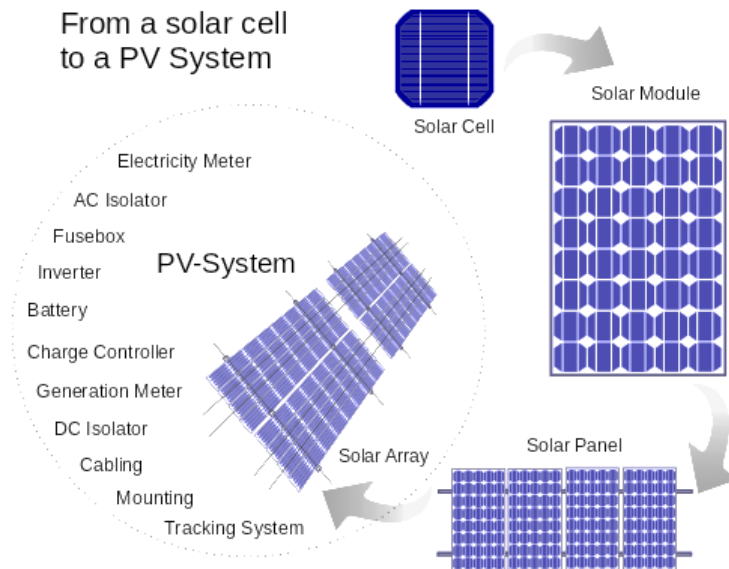 From a solar cell
to a PV System
Solar Cell
Solar Module
Electricity Meter
AC Isolator
Fusebox
PV-System
Inverter
Battery
Charge Controller
Generation Meter
DC Isolator
Solar Panel
Cabling
Solar Array
Mounting
Tracking System